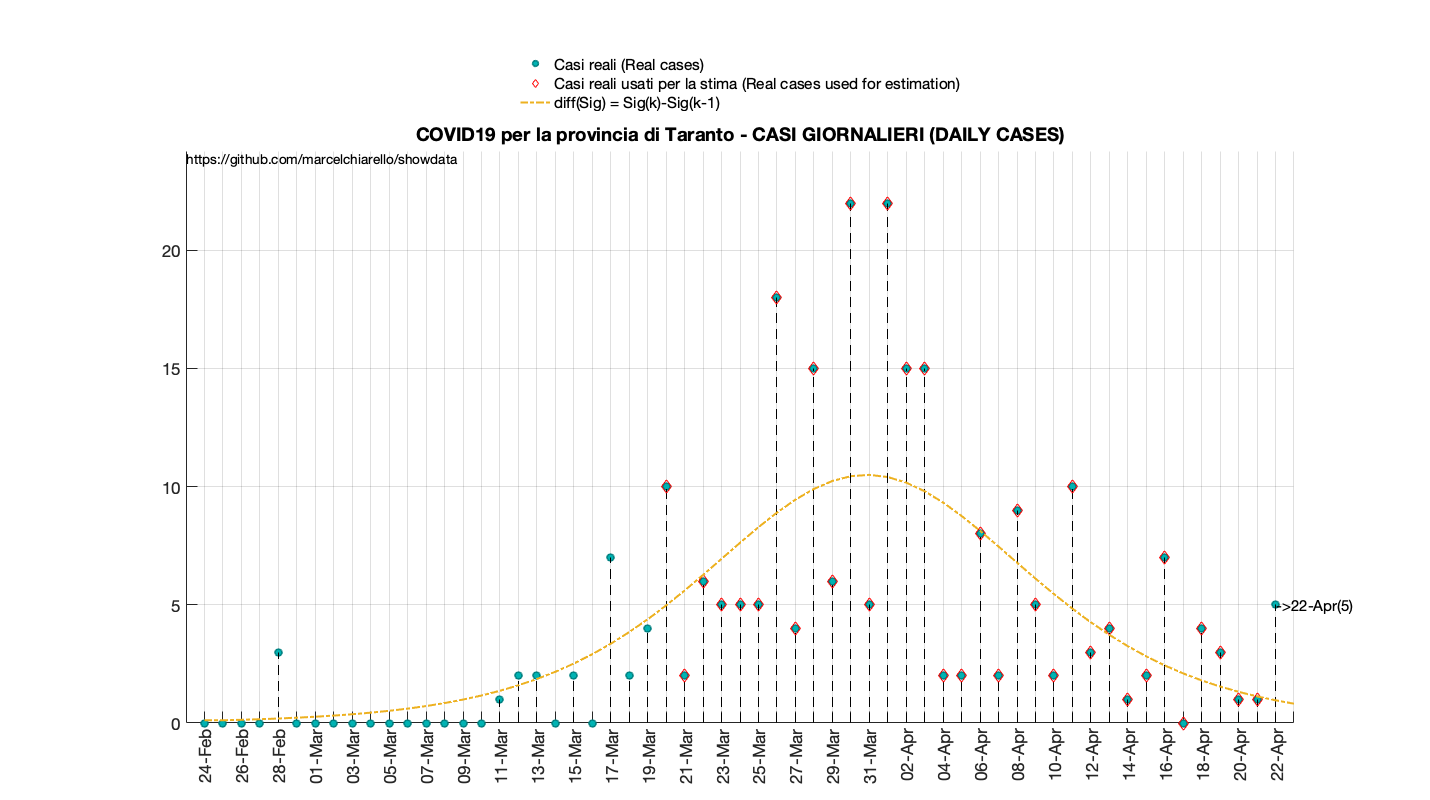 Casi reali (Real cases)
Casi reali usati per la stima (Real cases used for estimation)
diff(Sig) = Sig(k)-Sig(k-1)
COVID19 per la provincia di Taranto - CASI GIORNALIERI (DAILY CASES)
https://github.com/marcelchiarello/showdata
20
15
10
5
0
->22-Apr(5)
24-Feb
26-Feb
28-Feb
01-Mar
03-Mar
05-Mar
07-Mar
09-Mar
11-Mar
13-Mar
15-Mar
17-Mar
19-Mar
21-Mar
23-Mar
25-Mar
27-Mar
29-Mar
31-Mar
02-Apr
04-Apr
06-Apr
08-Apr
10-Apr
12-Apr
14-Apr
16-Apr
18-Apr
20-Apr
22-Apr